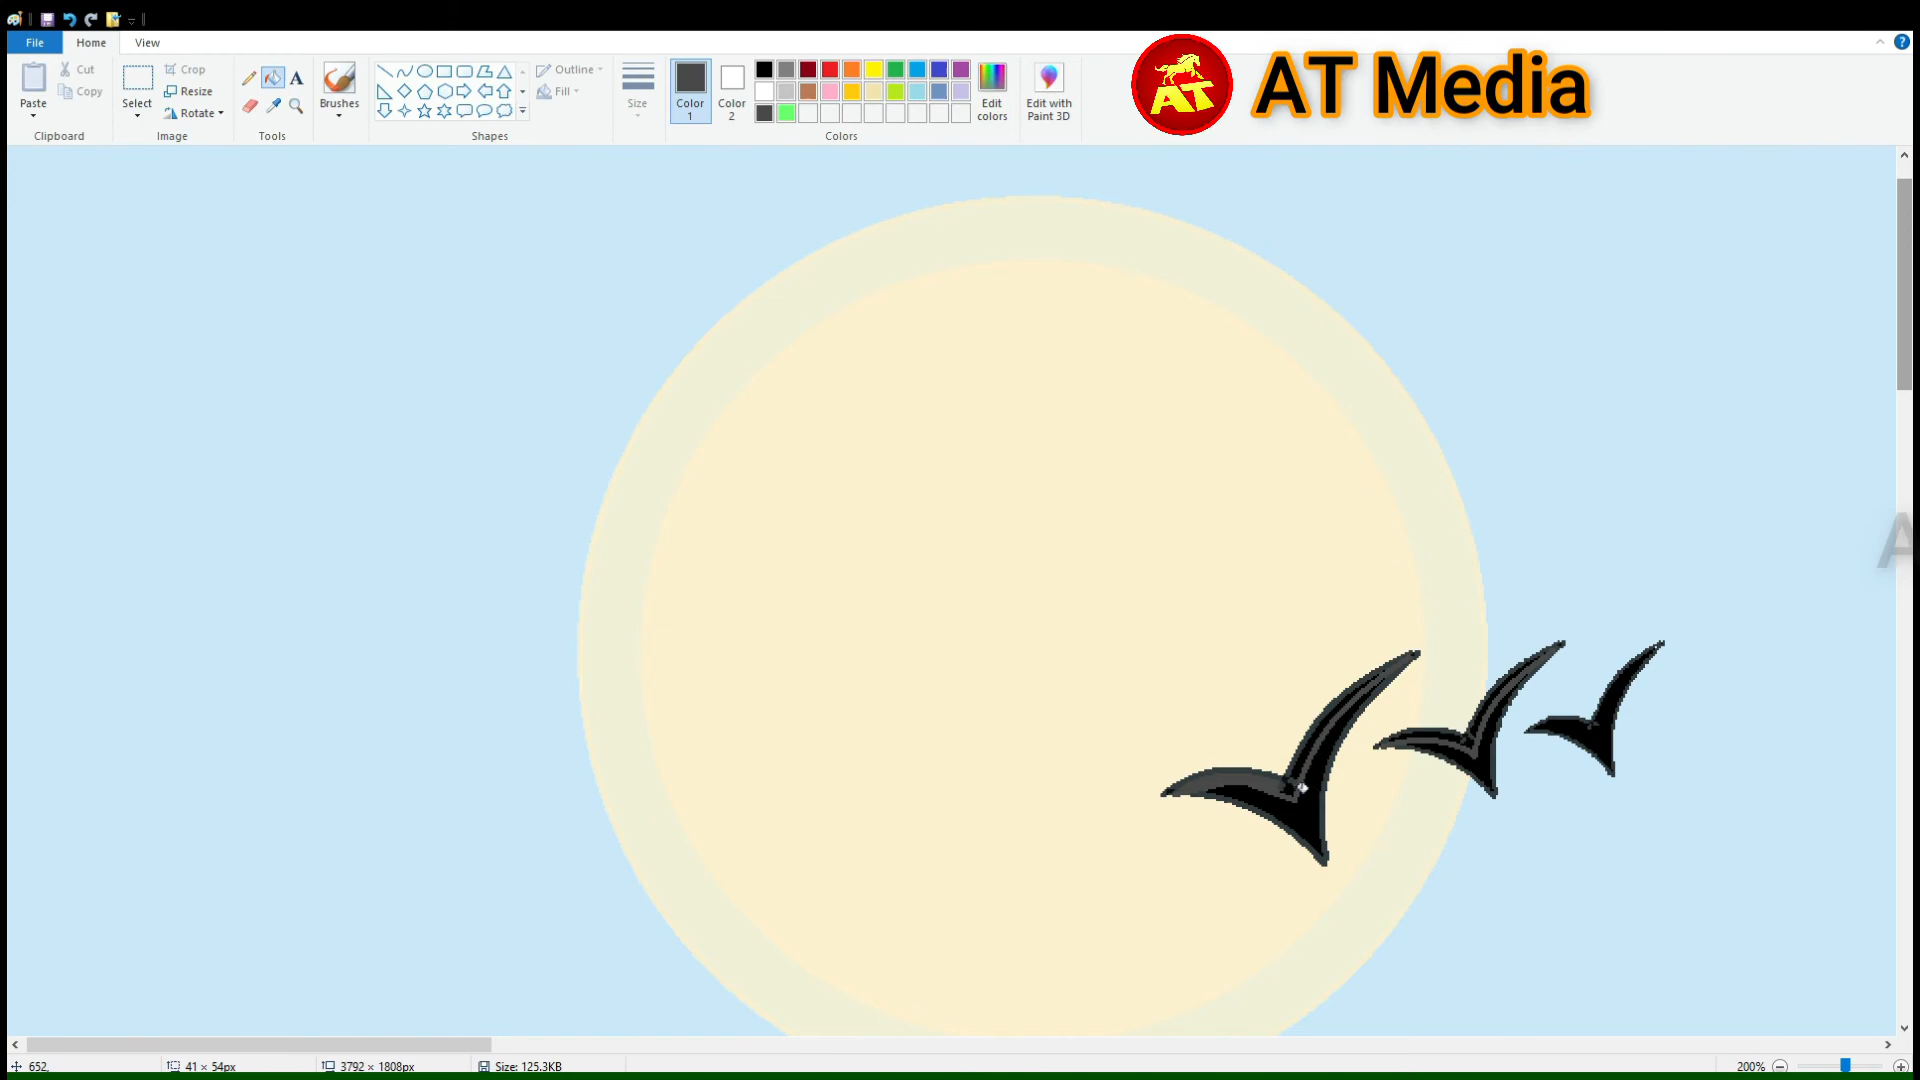 File Home View
Paste
Cut
Copy
Clipboard
Select
Crop
Resize
Rotate
Image
A
Tools
Brushes
Outline
Fill
Shapes
Size
Color
1
Color
2
Edit
colors
Edit with
Paint 3D
Colors
AT
AT Media
A
652,
41 × 54px
3792 × 1808px
Size: 125.3KB
200%